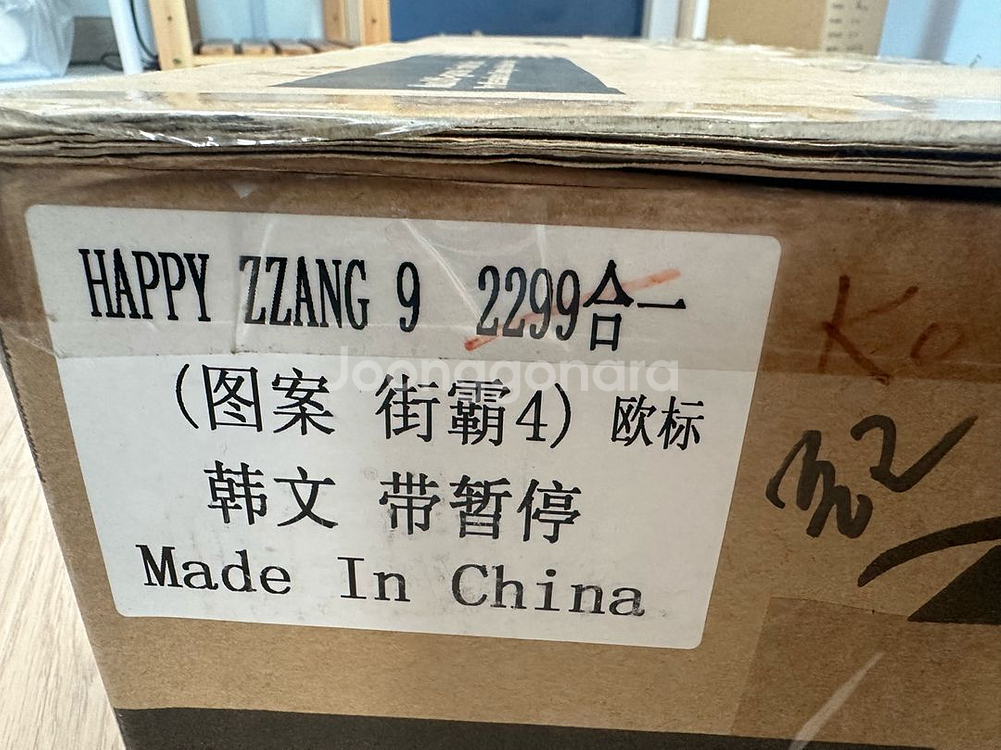 HAPPY ZZANG 9 2299合一
Joonggonara
(图案 街霸4) 欧标
韩文 带暂停
Made In China